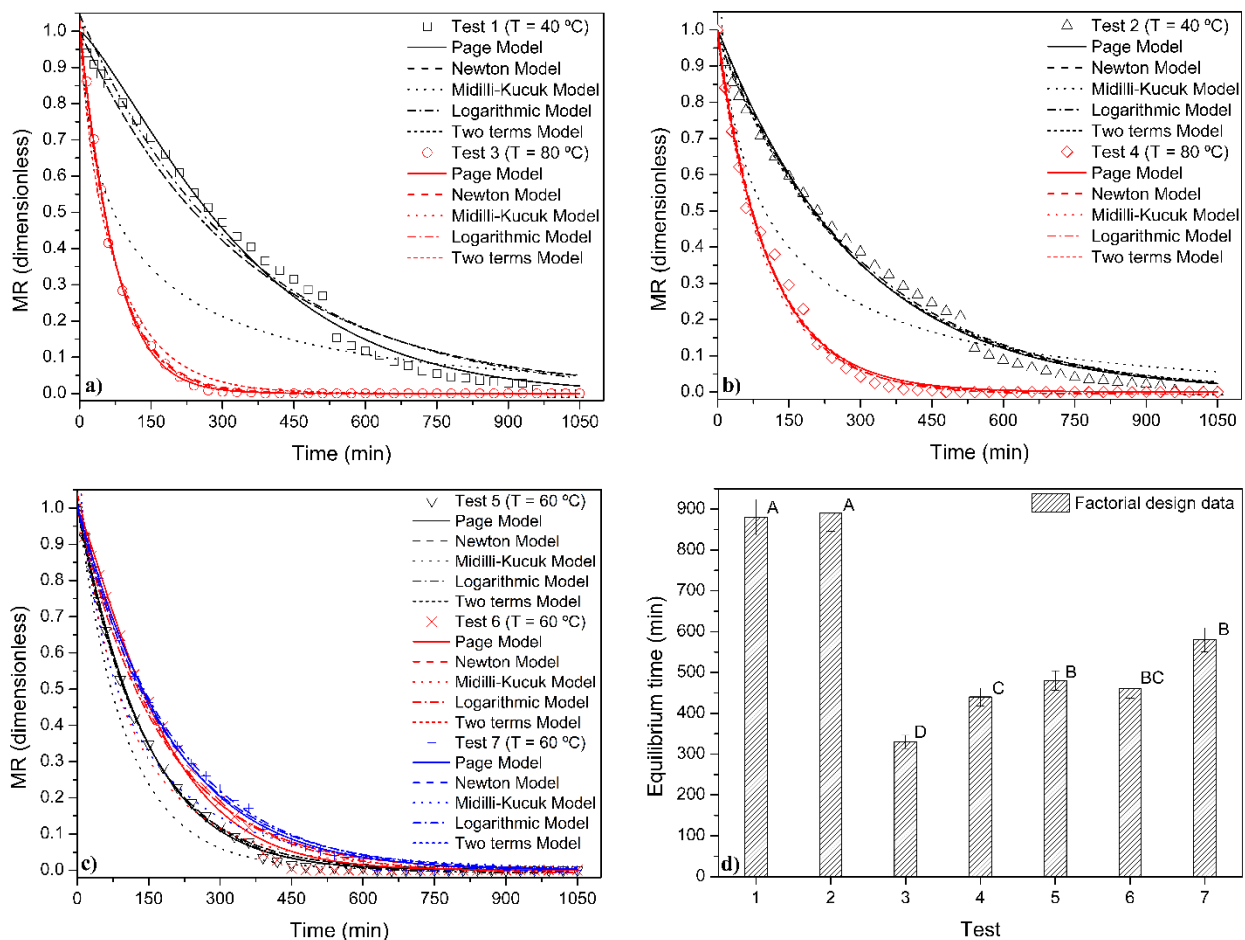 1.0
0.9
0.8
0.7
0.6
0.5
0.4
0.3
0.2
0.1
0.0
MR (dimensionless)
0 150 300 450 600 750 900 1050
Time (min)
a)
Test 1 (T = 40 ºC)
Page Model
Newton Model
Midilli-Kucuk Model
Logarithmic Model
Two terms Model
Test 3 (T = 80 ºC)
Page Model
Newton Model
Midilli-Kucuk Model
Logarithmic Model
Two terms Model
1.0
0.9
0.8
0.7
0.6
0.5
0.4
0.3
0.2
0.1
0.0
MR (dimensionless)
0 150 300 450 600 750 900 1050
Time (min)
b)
Test 2 (T = 40 ºC)
Page Model
Newton Model
Midilli-Kucuk Model
Logarithmic Model
Two terms Model
Test 4 (T = 80 ºC)
Page Model
Newton Model
Midilli-Kucuk Model
Logarithmic Model
Two terms Model
1.0
0.9
0.8
0.7
0.6
0.5
0.4
0.3
0.2
0.1
0.0
MR (dimensionless)
0 150 300 450 600 750 900 1050
Time (min)
c)
Test 5 (T = 60 ºC)
Page Model
Newton Model
Midilli-Kucuk Model
Logarithmic Model
Two terms Model
Test 6 (T = 60 ºC)
Page Model
Newton Model
Midilli-Kucuk Model
Logarithmic Model
Two terms Model
Test 7 (T = 60 ºC)
Page Model
Newton Model
Midilli-Kucuk Model
Logarithmic Model
Two terms Model
900
800
700
600
500
400
300
200
100
0
Equilibrium time (min)
Factorial design data
A
A
D
C
B
BC
B
d)
1 2 3 4 5 6 7
Test